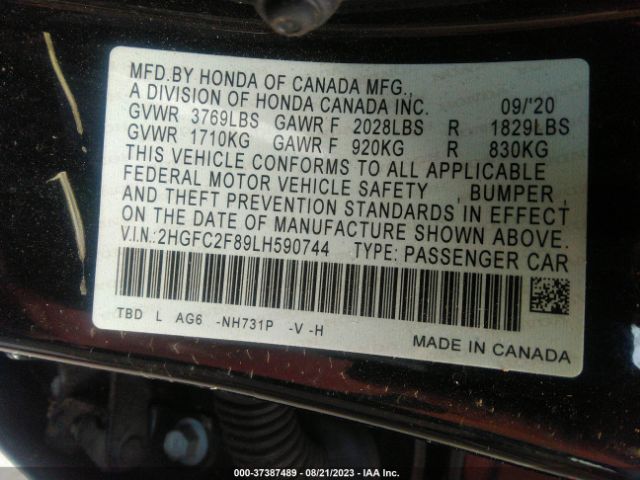 MFD.BY HONDA OF CANADA MFG.,
A DIVISION OF HONDA CANADA INC. 09/'20
GVWR 3769LBS GAWR F 2028LBS R 1829LBS
GVWR 1710KG GAWR F 920KG R 830KG
THIS VEHICLE CONFORMS TO ALL APPLICABLE
FEDERAL MOTOR VEHICLE SAFETY , BUMPER ,
AND THEFT PREVENTION STANDARDS IN EFFECT
ON THE DATE OF MANUFACTURE SHOWN ABOVE.
V.I.N.:2HGFC2F89LH590744 TYPE: PASSENGER CAR
TBD L AG6 -NH731P -V -H
MADE IN CANADA
000-37387489 - 08/21/2023 - IAA Inc.